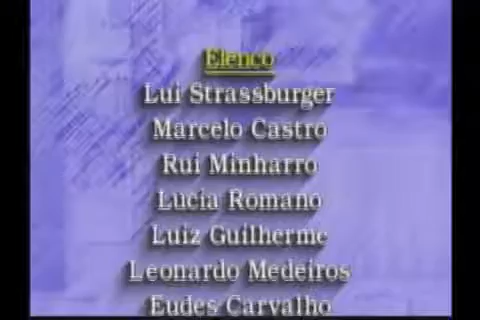 Elenco
Lui Strassburger
Marcelo Castro
Rui Minharro
Lucia Romano
Luiz Guilherme
Leonardo Medeiros
Eudes Carvalho